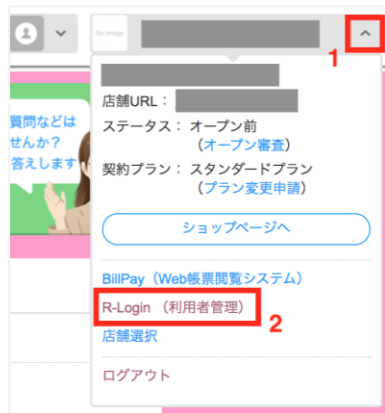 No Image
1
店舗URL：
ステータス： オープン前
（オープン審査）
契約プラン： スタンダードプラン
（プラン変更申請）
ショップページへ
BillPay（Web帳票閲覧システム）
R-Login （利用者管理）
2
店舗選択
ログアウト
質問などは
せんか？
答えします